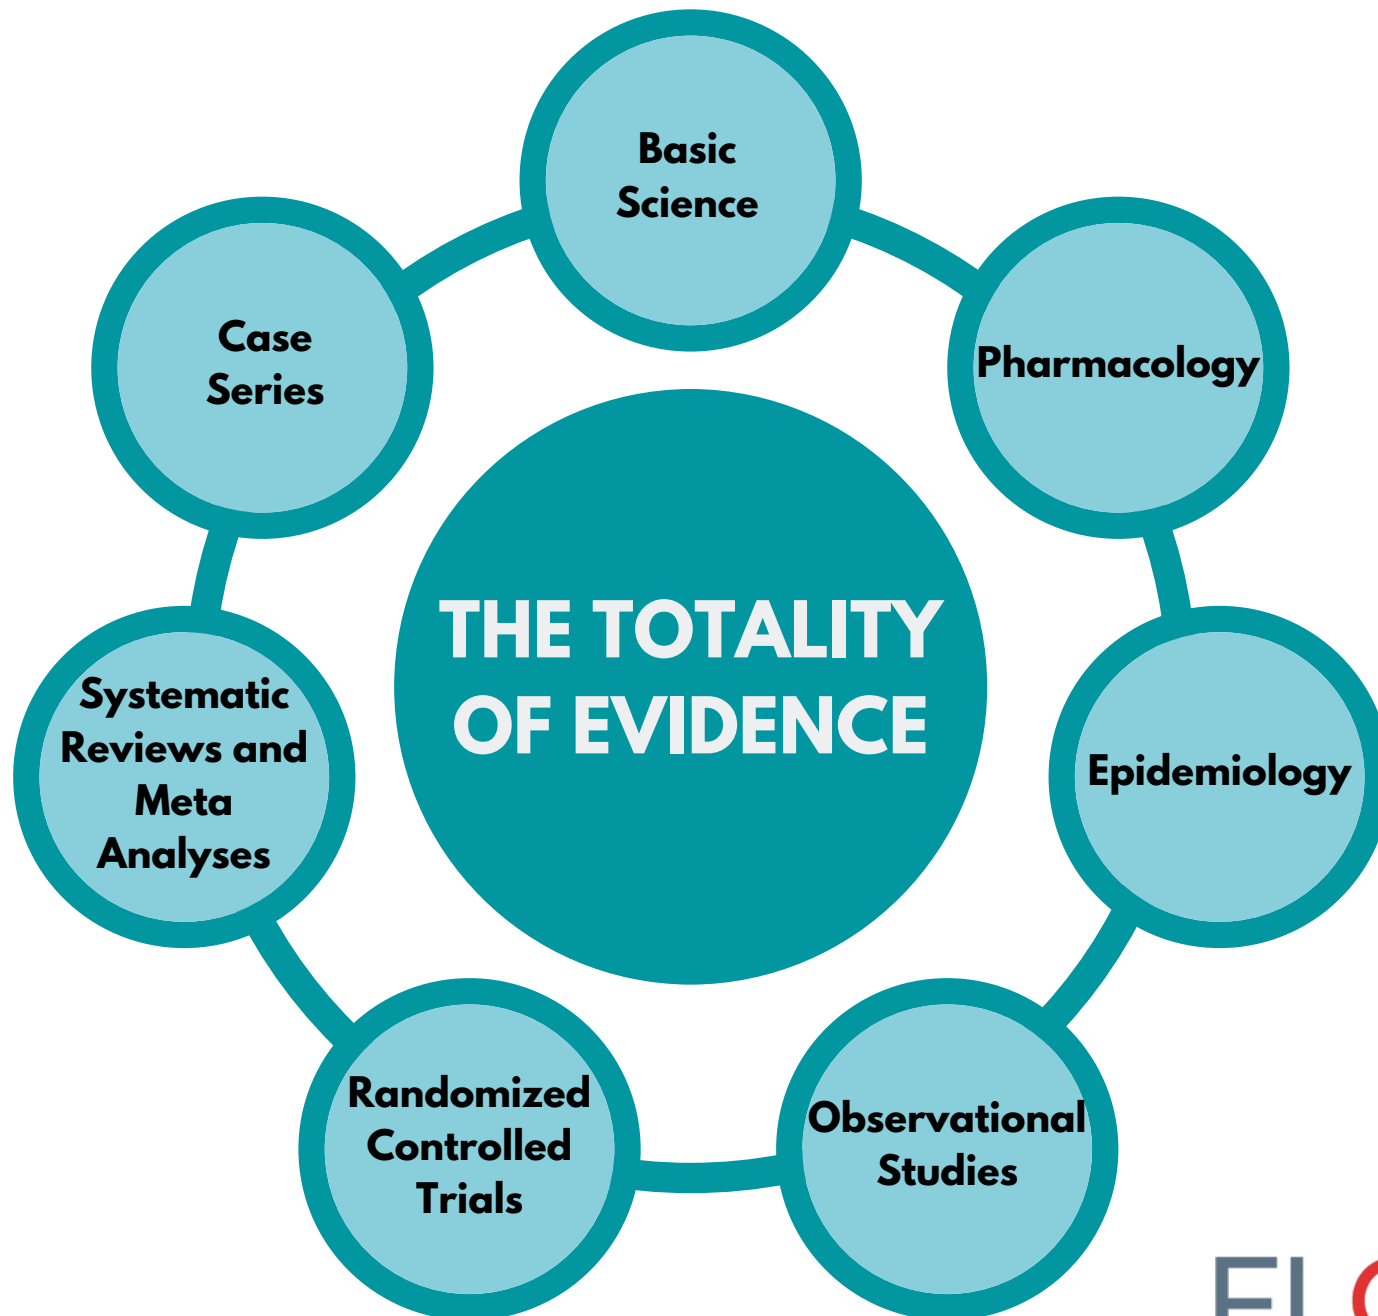 Basic
Science
Pharmacology
Epidemiology
Observational
Studies
Randomized
Controlled
Trials
Systematic
Reviews and
Meta
Analyses
Case
Series
THE TOTALITY
OF EVIDENCE